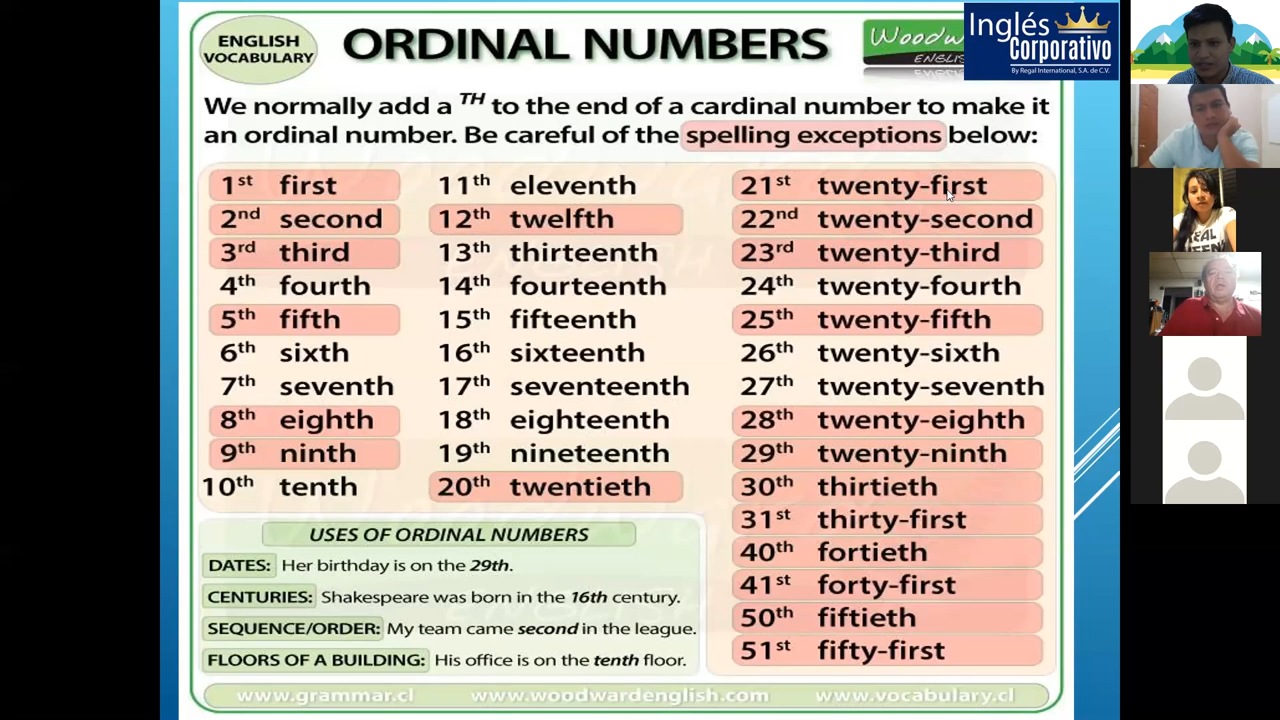 ENGLISH
VOCABULARY
ORDINAL NUMBERS
Inglés
Corporativo
By Regal International, S.A. de C.V.
We normally add a TH to the end of a cardinal number to make it
an ordinal number. Be careful of the spelling exceptions below:
1st first
2nd second
3rd third
4th fourth
5th fifth
6th sixth
7th seventh
8th eighth
9th ninth
10th tenth
11th eleventh
12th twelfth
13th thirteenth
14th fourteenth
15th fifteenth
16th sixteenth
17th seventeenth
18th eighteenth
19th nineteenth
20th twentieth
21st twenty-first
22nd twenty-second
23rd twenty-third
24th twenty-fourth
25th twenty-fifth
26th twenty-sixth
27th twenty-seventh
28th twenty-eighth
29th twenty-ninth
30th thirtieth
31st thirty-first
40th fortieth
41st forty-first
50th fiftieth
51st fifty-first
USES OF ORDINAL NUMBERS
DATES: Her birthday is on the 29th.
CENTURIES: Shakespeare was born in the 16th century.
SEQUENCE/ORDER: My team came second in the league.
FLOORS OF A BUILDING: His office is on the tenth floor.
www.grammar.cl www.woodwardenglish.com www.vocabulary.cl